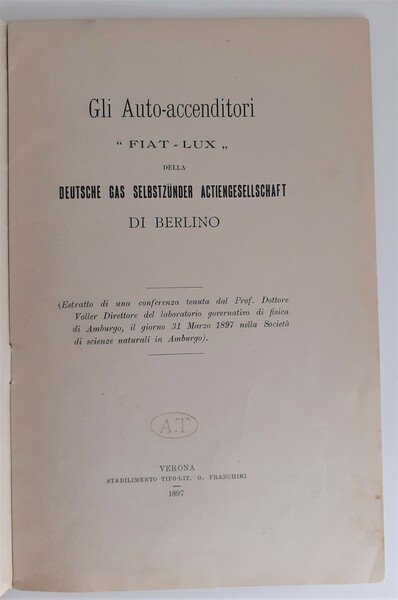 Gli Auto-accenditori
“ FIAT - LUX „
DELLA
DEUTSCHE GAS SELBSTZÜNDER ACTIENGESELLSCHAFT
DI BERLINO
(Estratto di una conferenza tenuta dal Prof. Dottore
Voller Direttore del laboratorio governativo di fisica
di Amburgo, il giorno 31 Marzo 1897 nella Società
di scienze naturali in Amburgo).
A.T
VERONA
STABILIMENTO TIPO-LIT. G. FRANCHINI
1897